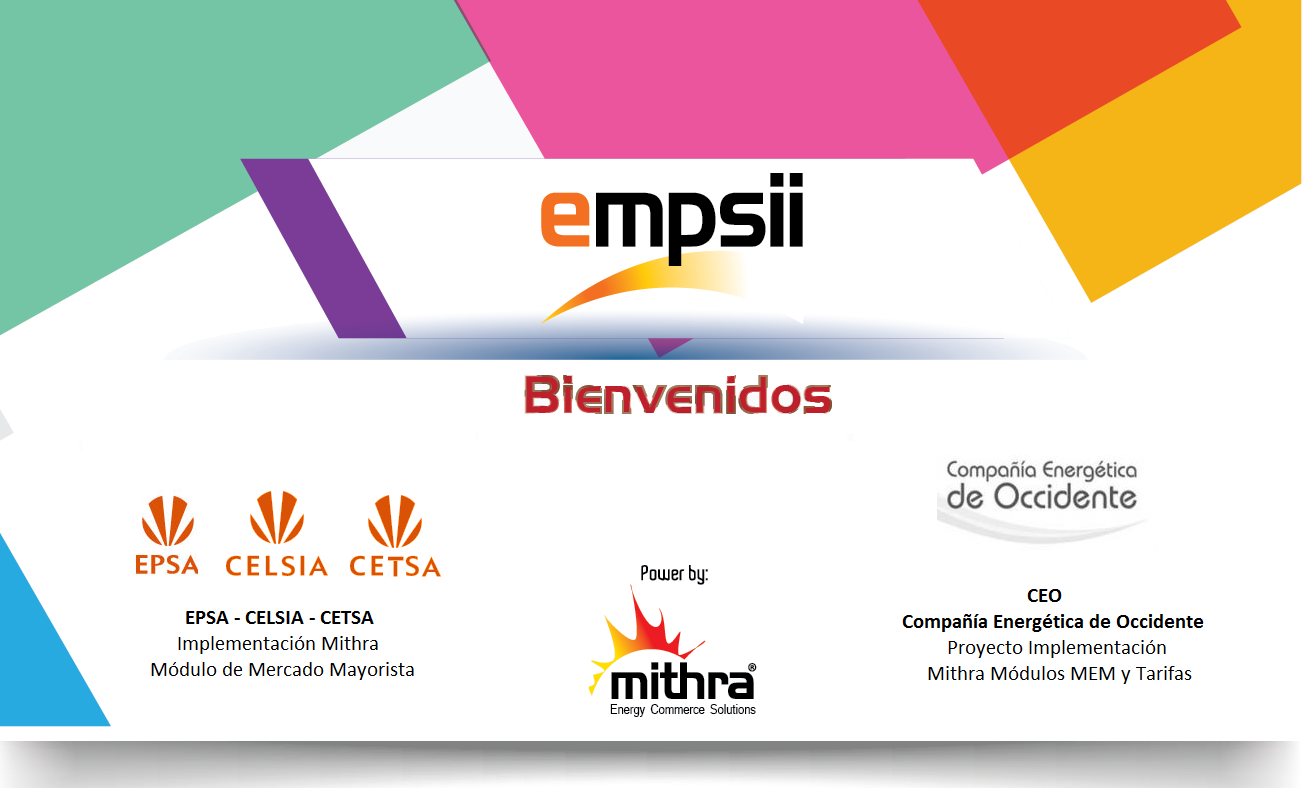 empsii
Bienvenidos
EPSA
CELSIA
CETSA
EPSA - CELSIA - CETSA
Implementación Mithra
Módulo de Mercado Mayorista
Power by:
mithra®
Energy Commerce Solutions
Compañía Energética
de Occidente
CEO
Compañía Energética de Occidente
Proyecto Implementación
Mithra Módulos MEM y Tarifas